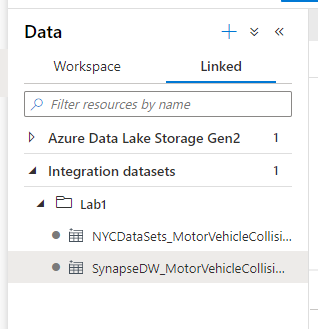 Data
Workspace Linked
Filter resources by name
Azure Data Lake Storage Gen2 1
Integration datasets 1
Lab1
NYCDataSets_MotorVehicleCollisi...
SynapseDW_MotorVehicleCollisi...